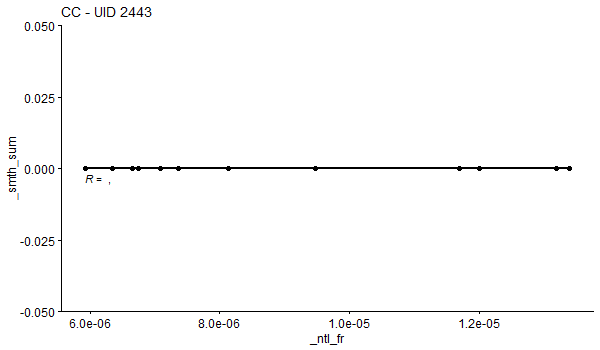 CC - UID 2443
0.050
0.025
0.000
-0.025
-0.050
_smth_sum
R = ,
6.0e-06 8.0e-06 1.0e-05 1.2e-05
_ntl_fr